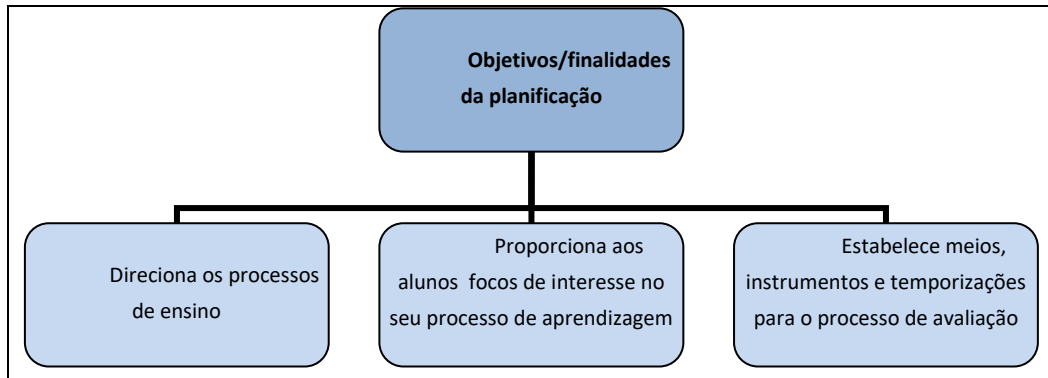 Objetivos/finalidades
da planificação
Direciona os processos
de ensino
Proporciona aos
alunos focos de interesse no
seu processo de aprendizagem
Estabelece meios,
instrumentos e temporizações
para o processo de avaliação